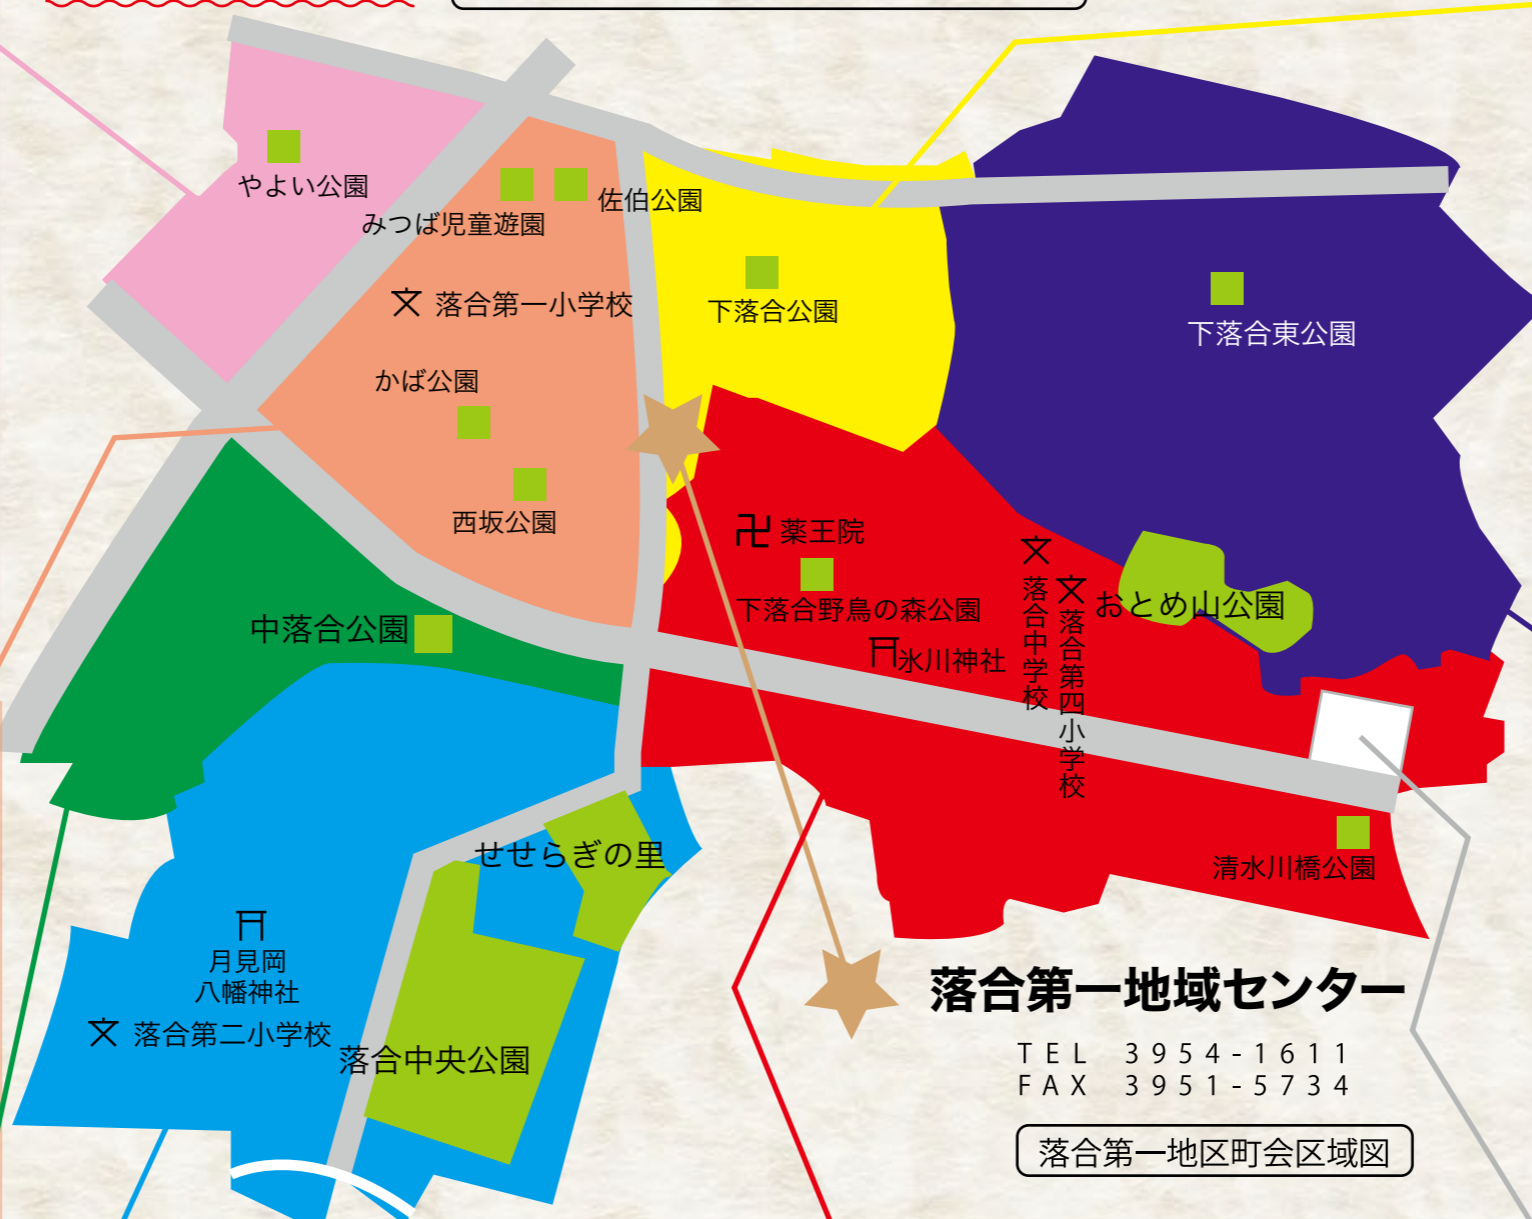 やよい公園
みつば児童遊園
佐伯公園
落合第一小学校
下落合公園
下落合東公園
かば公園
西坂公園
薬王院
下落合野鳥の森公園
氷川神社
落合中学校
落合第四小学校
おとめ山公園
中落合公園
せせらぎの里
清水川橋公園
月見岡
八幡神社
落合第二小学校
落合中央公園
落合第一地域センター
TEL 3954-1611
FAX 3951-5734
落合第一地区町会区域図